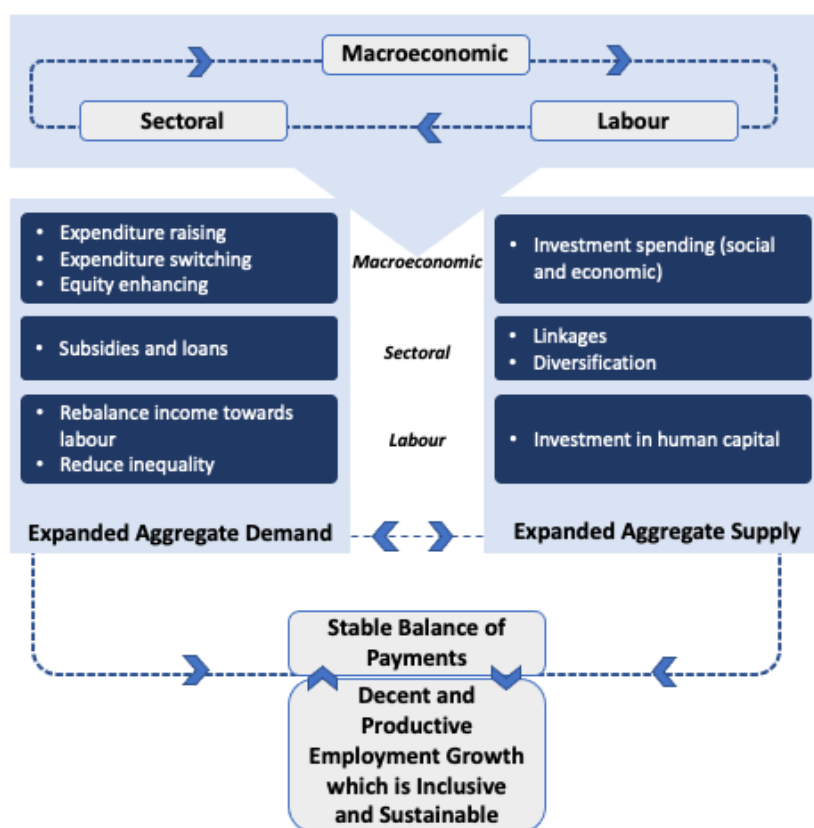 Macroeconomic
Sectoral
Labour
• Expenditure raising
• Expenditure switching
• Equity enhancing
Macroeconomic
• Investment spending (social
and economic)
• Subsidies and loans
Sectoral
• Linkages
• Diversification
• Rebalance income towards
labour
• Reduce inequality
Labour
• Investment in human capital
Expanded Aggregate Demand
Expanded Aggregate Supply
Stable Balance of
Payments
Decent and
Productive
Employment Growth
which is Inclusive
and Sustainable